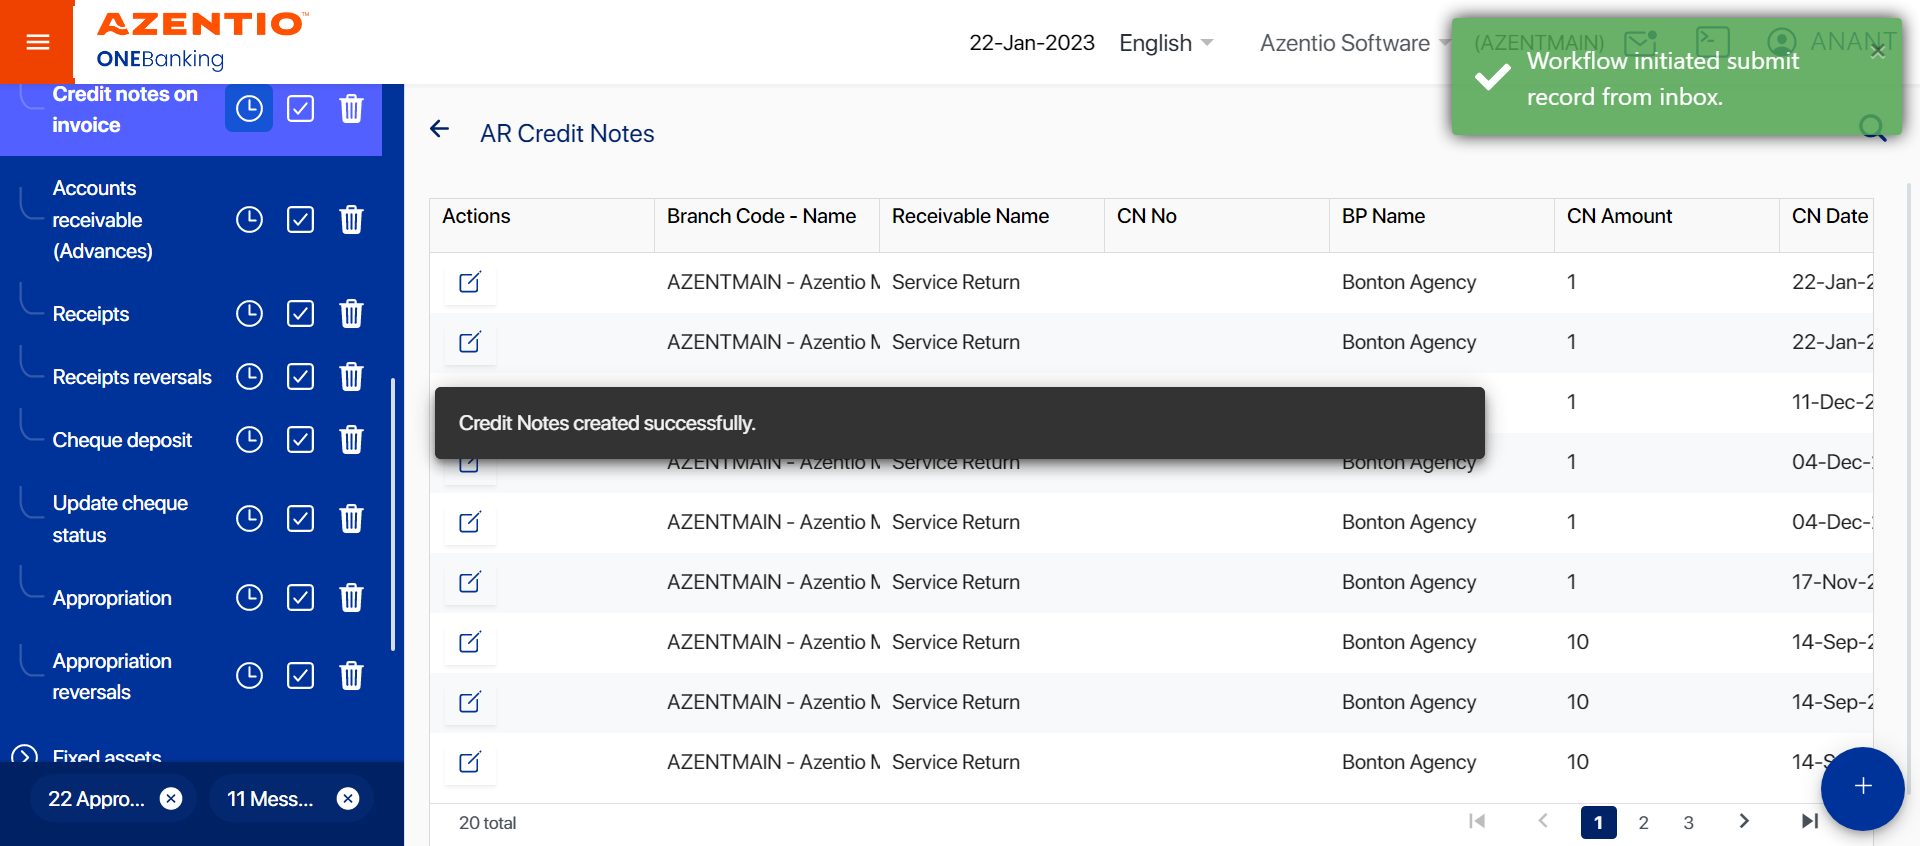 AZENTIO™
ONEBanking
22-Jan-2023 English Azentio Software (AZENTMAIN) ANANT
Workflow initiated submit
record from inbox.
Credit notes on
invoice
Accounts
receivable
(Advances)
Receipts
Receipts reversals
Cheque deposit
Update cheque
status
Appropriation
Appropriation
reversals
Fixed assets
22 Appro...
11 Mess...
AR Credit Notes
Actions Branch Code - Name Receivable Name CN No BP Name CN Amount CN Date
AZENTMAIN - Azentio M Service Return Bonton Agency 1 22-Jan-2
AZENTMAIN - Azentio M Service Return Bonton Agency 1 22-Jan-2
1 11-Dec-2
Credit Notes created successfully.
AZENTMAIN - Azentio M Service Return Bonton Agency 1 04-Dec-
AZENTMAIN - Azentio M Service Return Bonton Agency 1 04-Dec-
AZENTMAIN - Azentio M Service Return Bonton Agency 1 17-Nov-2
AZENTMAIN - Azentio M Service Return Bonton Agency 10 14-Sep-2
AZENTMAIN - Azentio M Service Return Bonton Agency 10 14-Sep-2
AZENTMAIN - Azentio M Service Return Bonton Agency 10 14-S
20 total
1 2 3